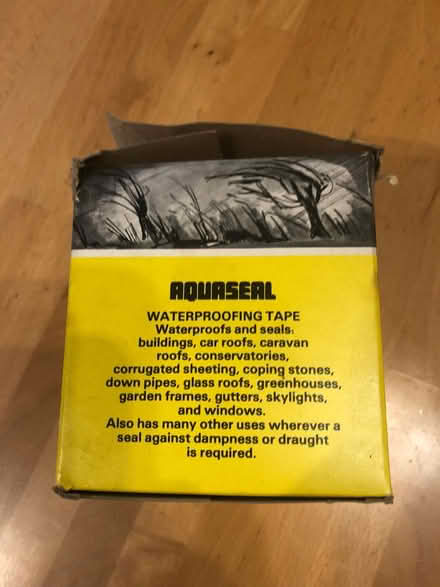 AQUASEAL
WATERPROOFING TAPE
Waterproofs and seals:
buildings, car roofs, caravan
roofs, conservatories,
corrugated sheeting, coping stones,
down pipes, glass roofs, greenhouses,
garden frames, gutters, skylights,
and windows.
Also has many other uses wherever a
seal against dampness or draught
is required.